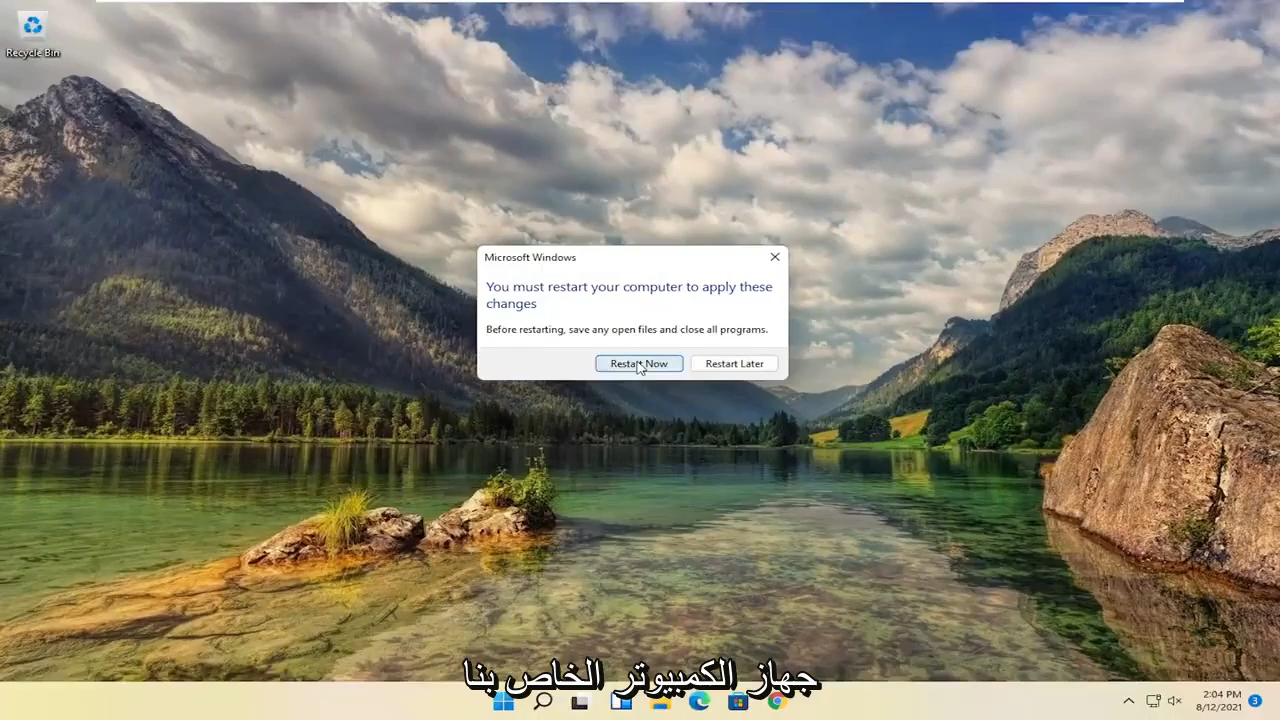 Recycle Bin
Microsoft Windows
You must restart your computer to apply these
changes
Before restarting, save any open files and close all programs.
Restart Now
Restart Later
جهاز الكمبيوتر الخاص بنا
2:04 PM
8/12/2021
3